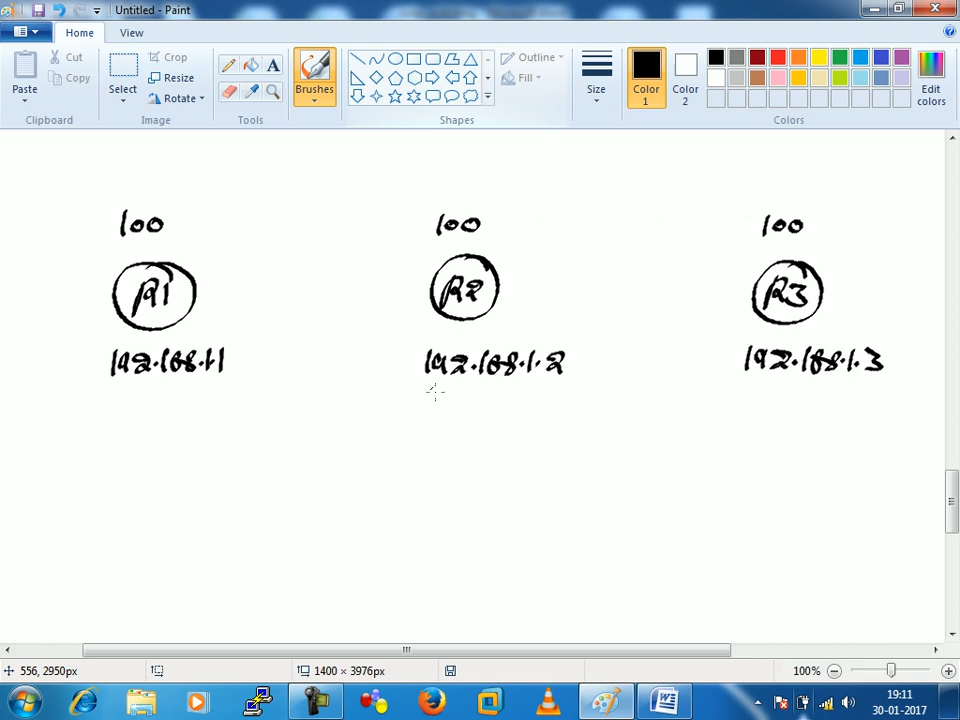 Untitled - Paint
Home View
Paste
Cut
Copy
Clipboard
Select
Crop
Resize
Rotate
Image
A
Tools
Brushes
Shapes
Outline
Fill
Size
Color 1
Color 2
Colors
Edit colors
100 100 100
R1 R2 R3
192.168.1.1 192.168.1.2 192.168.1.3
556, 2950px 1400 × 3976px 100%
19:11
30-01-2017